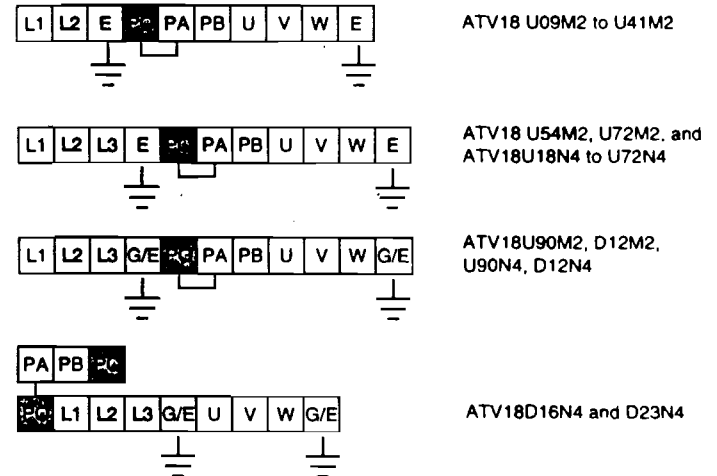 L1 L2 E PA PB U V W E
ATV18 U09M2 to U41M2
L1 L2 L3 E PA PB U V W E
ATV18 U54M2, U72M2, and
ATV18U18N4 to U72N4
L1 L2 L3 G/E PA PB U V W G/E
ATV18U90M2, D12M2,
U90N4, D12N4
PA PB
L1 L2 L3 G/E U V W G/E
ATV18D16N4 and D23N4